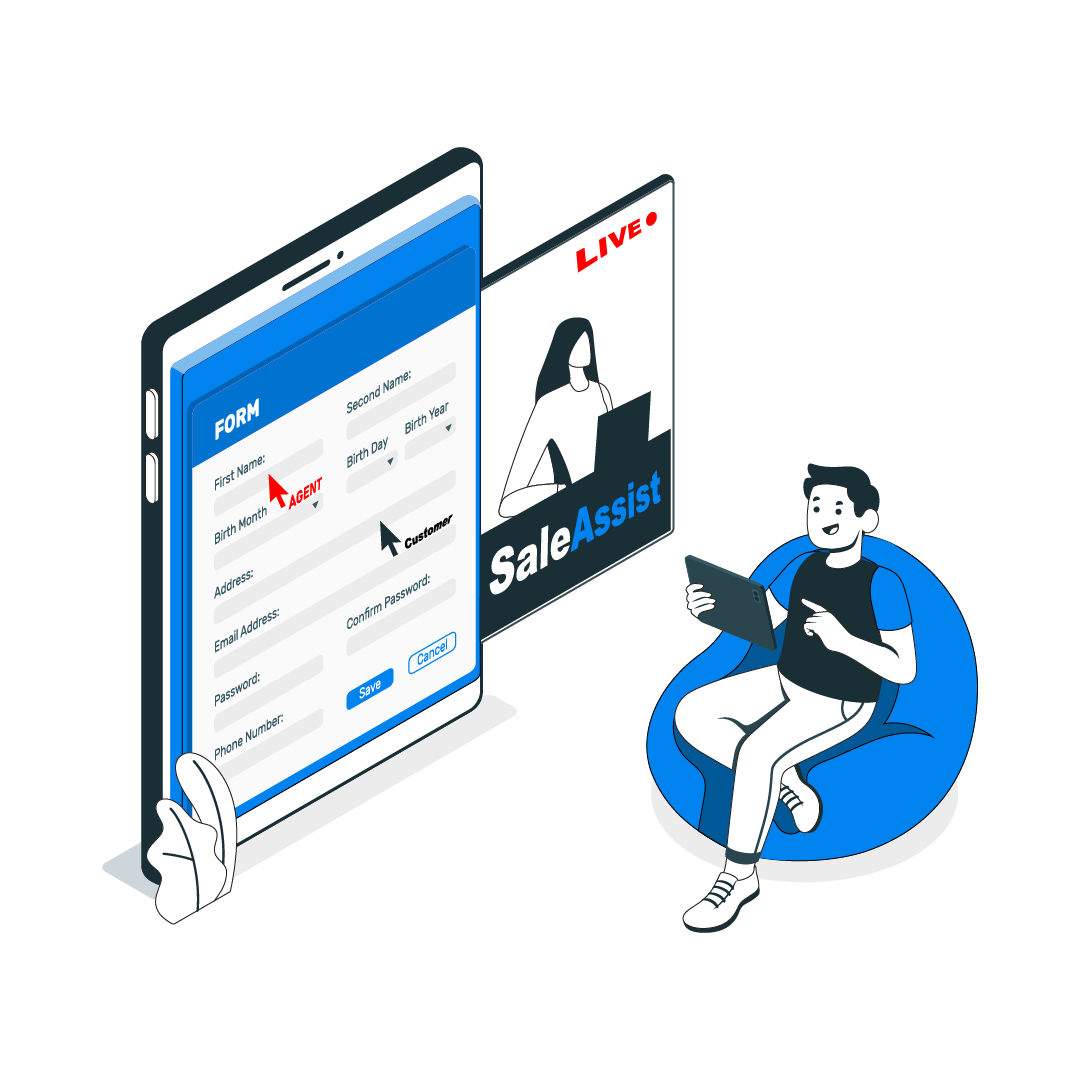 LIVE
FORM
First Name:
Second Name:
AGENT
Birth Month
Birth Day
Birth Year
Customer
Address:
Email Address:
Password:
Confirm Password:
Phone Number:
Save
Cancel
SaleAssist